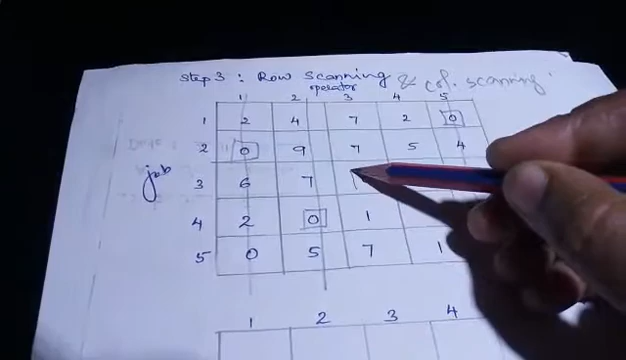 Step 3 : Row Scanning & col. scanning
operator
1 2 3 4 5
1 2 4 7 2 0
2 0 9 7 5 4
job
3 6 7
4 2 0 1
5 0 5 7 1
1 2 3 4